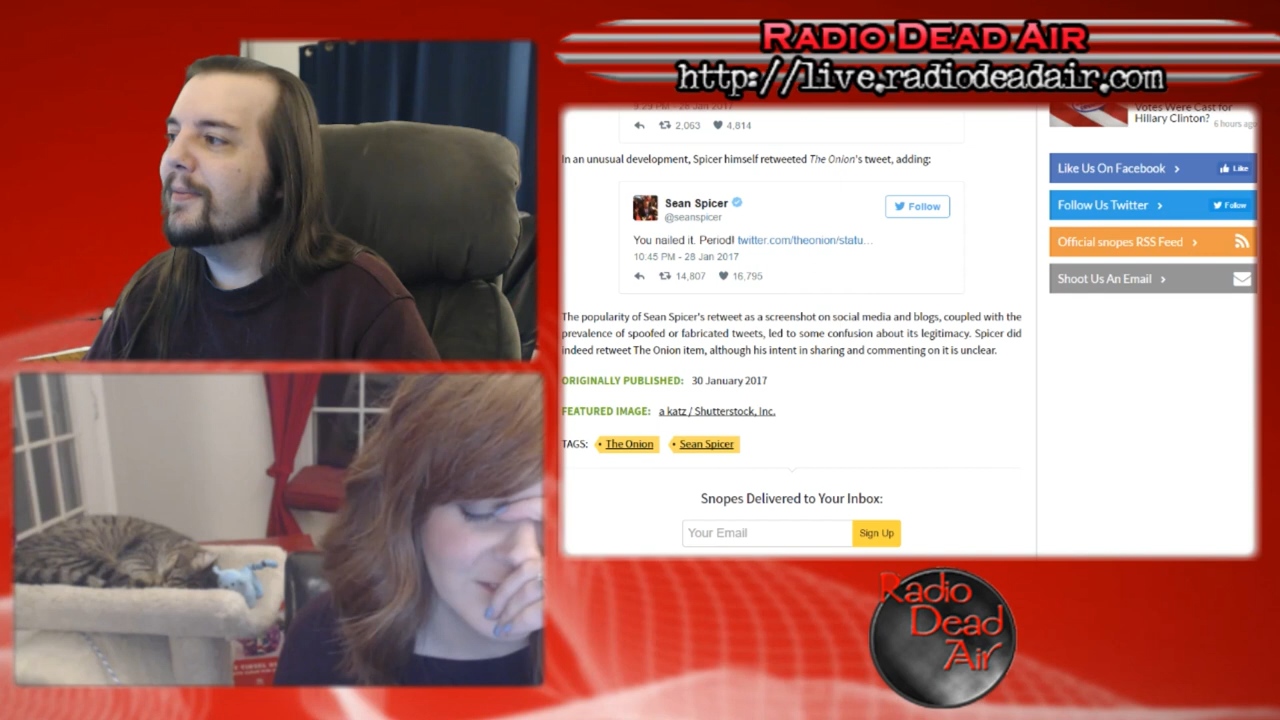 RADIO DEAD AIR
http://live.radiodeadair.com
9:29 PM - 28 Jan 2017
2,063 4,814
In an unusual development, Spicer himself retweeted The Onion's tweet, adding:
Sean Spicer
@seanspicer
Follow
You nailed it. Period! twitter.com/theonion/statu...
10:45 PM - 28 Jan 2017
14,807 16,795
The popularity of Sean Spicer's retweet as a screenshot on social media and blogs, coupled with the
prevalence of spoofed or fabricated tweets, led to some confusion about its legitimacy. Spicer did
indeed retweet The Onion item, although his intent in sharing and commenting on it is unclear.
ORIGINALLY PUBLISHED: 30 January 2017
FEATURED IMAGE: a katz / Shutterstock, Inc.
TAGS: • The Onion • Sean Spicer
Snopes Delivered to Your Inbox:
Your Email Sign Up
Votes Were Cast for
Hillary Clinton? 6 hours ago
Like Us On Facebook > Like
Follow Us Twitter > Follow
Official snopes RSS Feed >
Shoot Us An Email >
Radio
Dead
Air